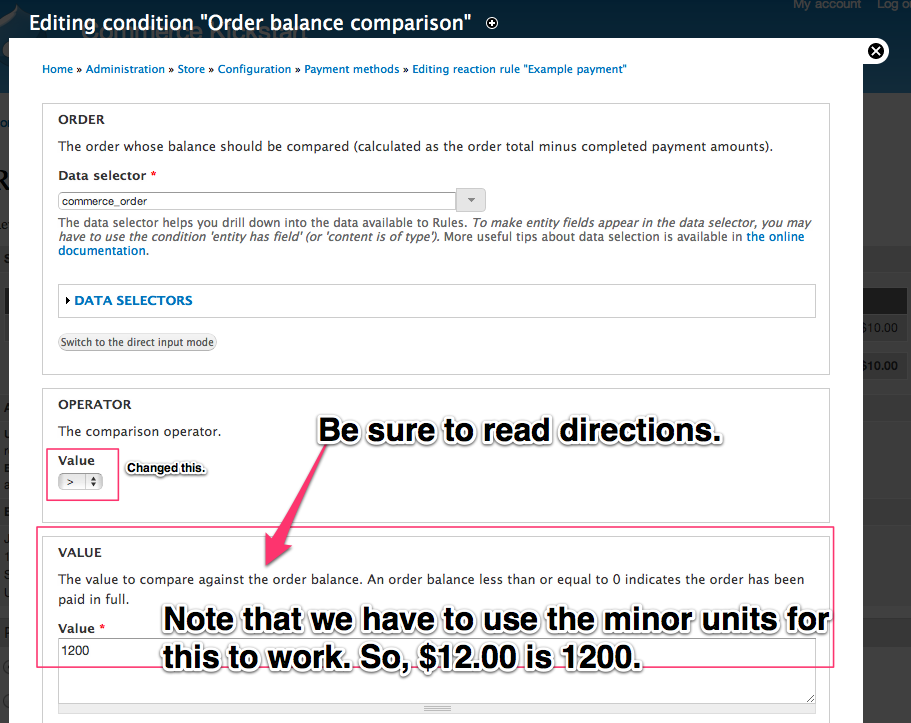 My account Log o
Editing condition "Order balance comparison"
Commerce Kickstart
Home » Administration » Store » Configuration » Payment methods » Editing reaction rule "Example payment"
ORDER
The order whose balance should be compared (calculated as the order total minus completed payment amounts).
Data selector *
commerce_order
The data selector helps you drill down into the data available to Rules. To make entity fields appear in the data selector, you may
have to use the condition 'entity has field' (or 'content is of type'). More useful tips about data selection is available in the online
documentation.
DATA SELECTORS
$10.00
Switch to the direct input mode
$10.00
OPERATOR
Be sure to read directions.
The comparison operator.
Value
Changed this.
>
VALUE
The value to compare against the order balance. An order balance less than or equal to 0 indicates the order has been
paid in full.
Note that we have to use the minor units for
Value *
1200
this to work. So, $12.00 is 1200.